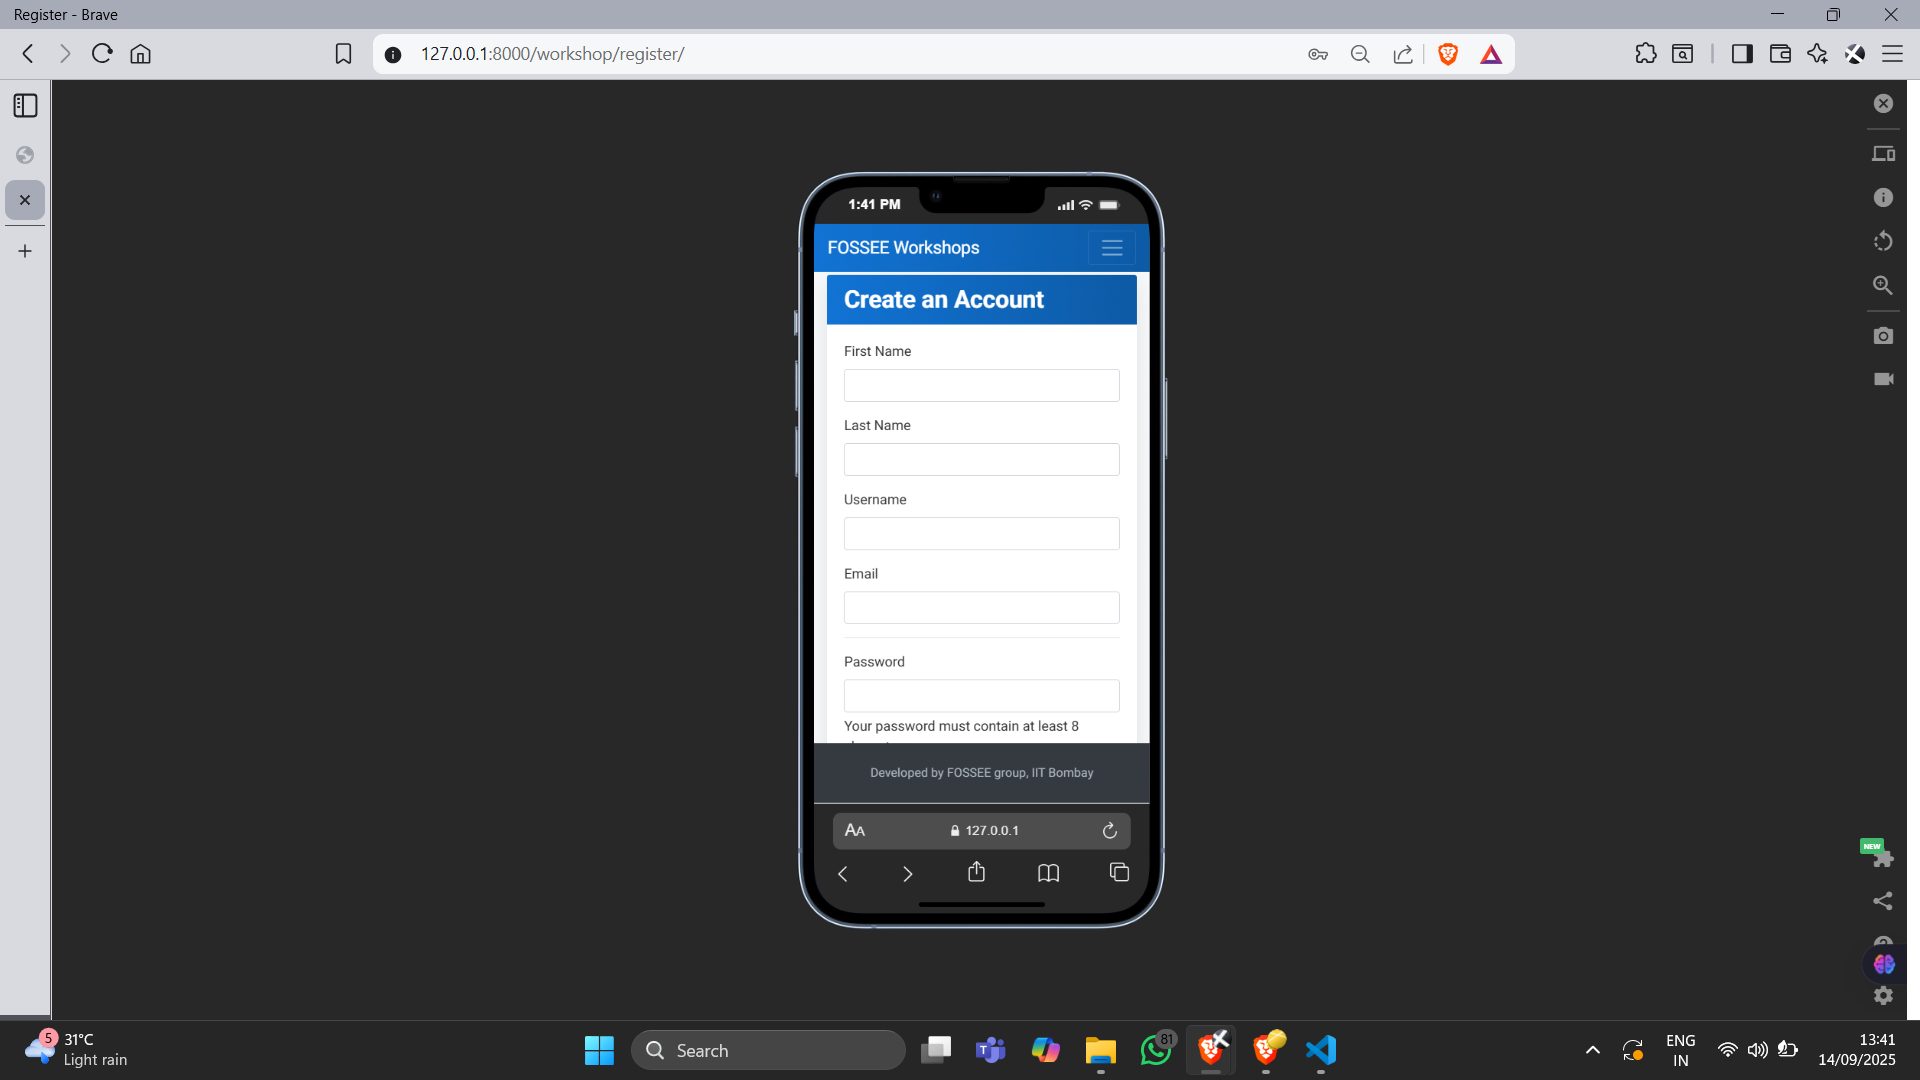 Register - Brave
127.0.0.1:8000/workshop/register/
1:41 PM
FOSSEE Workshops
Create an Account
First Name
Last Name
Username
Email
Password
Your password must contain at least 8
Developed by FOSSEE group, IIT Bombay
AA
127.0.0.1
NEW
5
31°C
Light rain
Search
81
ENG
IN
13:41
14/09/2025